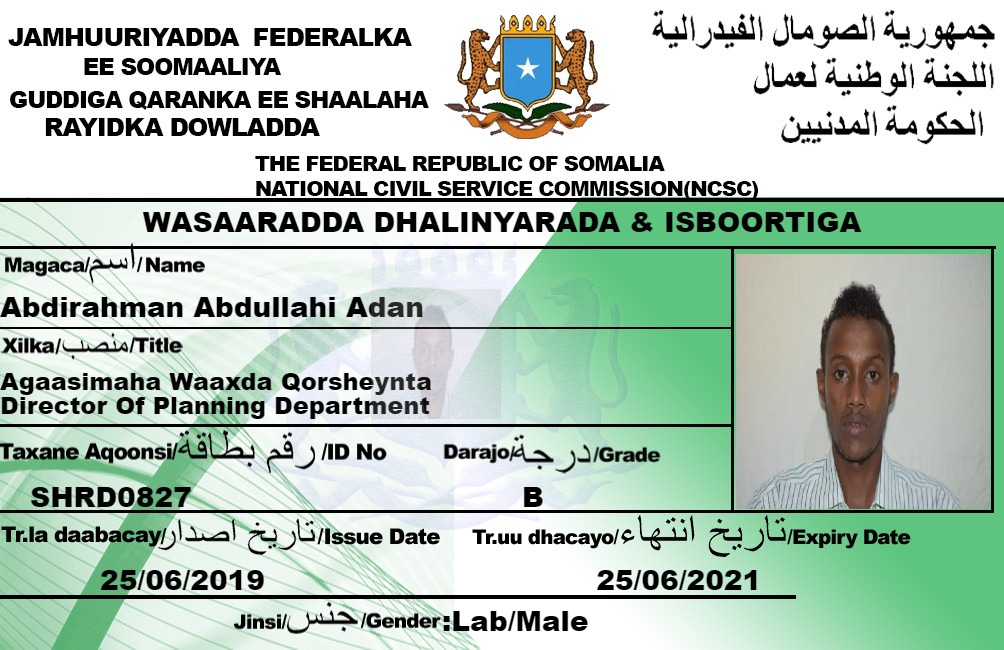 JAMHUURIYADDA FEDERALKA
EE SOOMAALIYA
GUDDIGA QARANKA EE SHAALAHA
RAYIDKA DOWLADDA
جمهورية الصومال الفيدرالية
اللجنة الوطنية لعمال
الحكومة المدنيين
THE FEDERAL REPUBLIC OF SOMALIA
NATIONAL CIVIL SERVICE COMMISSION(NCSC)
WASAARADDA DHALINYARADA & ISBOORTIGA
Magaca/اسم/Name
Abdirahman Abdullahi Adan
Xilka/منصب/Title
Agaasimaha Waaxda Qorsheynta
Director Of Planning Department
Taxane Aqoonsi/رقم بطاقة/ID No
SHRD0827
Darajo/درجة/Grade
B
Tr.la daabacay/تاريخ اصدار/Issue Date
25/06/2019
Tr.uu dhacayo/تاريخ انتهاء/Expiry Date
25/06/2021
Jinsi/جنس/Gender:Lab/Male